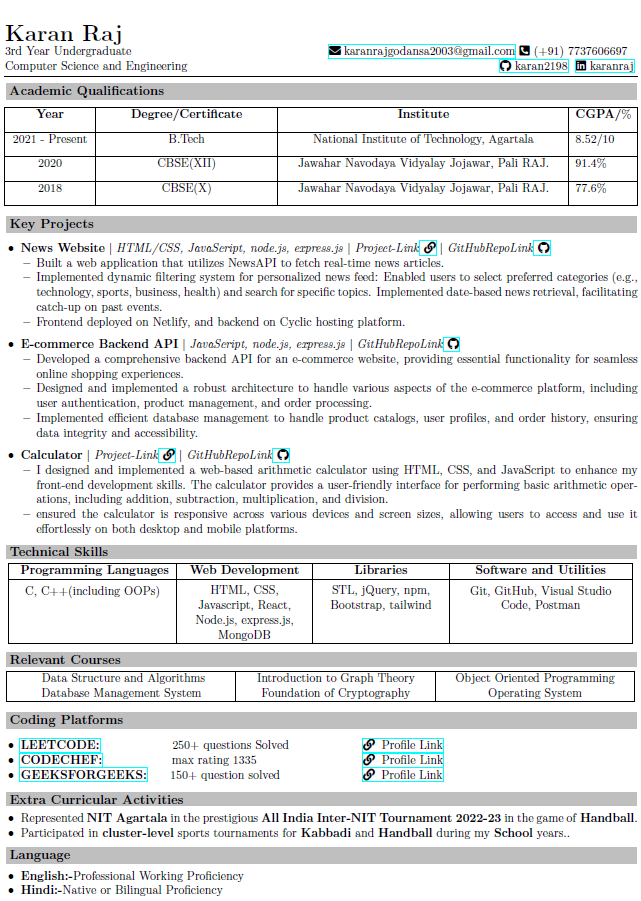 Karan Raj
3rd Year Undergraduate
karanrajgodansa2003@gmail.com (+91) 7737606697
Computer Science and Engineering
karan2198 karanraj
Academic Qualifications
Year Degree/Certificate Institute CGPA/%
2021 - Present B.Tech National Institute of Technology, Agartala 8.52/10
2020 CBSE(XII) Jawahar Navodaya Vidyalay Jojawar, Pali RAJ. 91.4%
2018 CBSE(X) Jawahar Navodaya Vidyalay Jojawar, Pali RAJ. 77.6%
Key Projects
• News Website | HTML/CSS, JavaScript, node.js, express.js | Project-Link | GitHubRepoLink
– Built a web application that utilizes NewsAPI to fetch real-time news articles.
– Implemented dynamic filtering system for personalized news feed: Enabled users to select preferred categories (e.g.,
technology, sports, business, health) and search for specific topics. Implemented date-based news retrieval, facilitating
catch-up on past events.
– Frontend deployed on Netlify, and backend on Cyclic hosting platform.
• E-commerce Backend API | JavaScript, node.js, express.js | GitHubRepoLink
– Developed a comprehensive backend API for an e-commerce website, providing essential functionality for seamless
online shopping experiences.
– Designed and implemented a robust architecture to handle various aspects of the e-commerce platform, including
user authentication, product management, and order processing.
– Implemented efficient database management to handle product catalogs, user profiles, and order history, ensuring
data integrity and accessibility.
• Calculator | Project-Link | GitHubRepoLink
– I designed and implemented a web-based arithmetic calculator using HTML, CSS, and JavaScript to enhance my
front-end development skills. The calculator provides a user-friendly interface for performing basic arithmetic oper-
ations, including addition, subtraction, multiplication, and division.
– ensured the calculator is responsive across various devices and screen sizes, allowing users to access and use it
effortlessly on both desktop and mobile platforms.
Technical Skills
Programming Languages Web Development Libraries Software and Utilities
C, C++(including OOPs) HTML, CSS, STL, jQuery, npm, Git, GitHub, Visual Studio
Javascript, React, Bootstrap, tailwind Code, Postman
Node.js, express.js,
MongoDB
Relevant Courses
Data Structure and Algorithms Introduction to Graph Theory Object Oriented Programming
Database Management System Foundation of Cryptography Operating System
Coding Platforms
• LEETCODE: 250+ questions Solved Profile Link
• CODECHEF: max rating 1335 Profile Link
• GEEKSFORGEEKS: 150+ question solved Profile Link
Extra Curricular Activities
• Represented NIT Agartala in the prestigious All India Inter-NIT Tournament 2022-23 in the game of Handball.
• Participated in cluster-level sports tournaments for Kabbadi and Handball during my School years..
Language
• English:-Professional Working Proficiency
• Hindi:-Native or Bilingual Proficiency